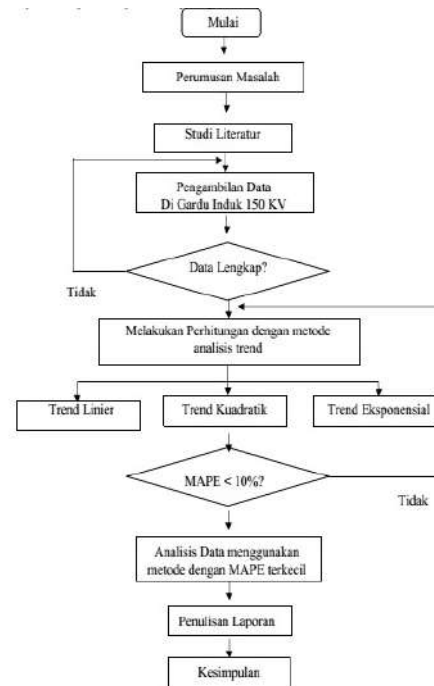 Mulai
Perumusan Masalah
Studi Literatur
Pengambilan Data
Di Gardu Induk 150 KV
Data Lengkap?
Tidak
Melakukan Perhitungan dengan metode
analisis trend
Trend Linier
Trend Kuadratik
Trend Eksponensial
MAPE < 10%?
Tidak
Analisis Data menggunakan
metode dengan MAPE terkecil
Penulisan Laporan
Kesimpulan